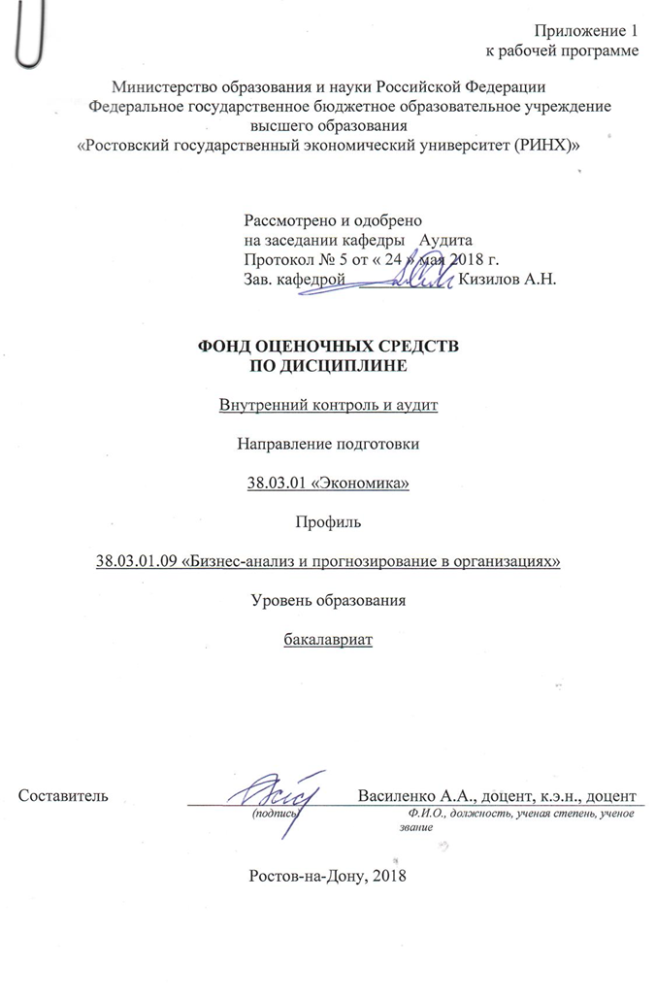 Приложение 1
к рабочей программе
Министерство образования и науки Российской Федерации
Федеральное государственное бюджетное образовательное учреждение
высшего образования
«Ростовский государственный экономический университет (РИНХ)»
Рассмотрено и одобрено
на заседании кафедры Аудита
Протокол № 5 от « 24 » мая 2018 г.
Зав. кафедрой Кизилов А.Н.
ФОНД ОЦЕНОЧНЫХ СРЕДСТВ
ПО ДИСЦИПЛИНЕ
Внутренний контроль и аудит
Направление подготовки
38.03.01 «Экономика»
Профиль
38.03.01.09 «Бизнес-анализ и прогнозирование в организациях»
Уровень образования
бакалавриат
Составитель Василенко А.А., доцент, к.э.н., доцент
(подпись) Ф.И.О., должность, ученая степень, ученое
звание
Ростов-на-Дону, 2018